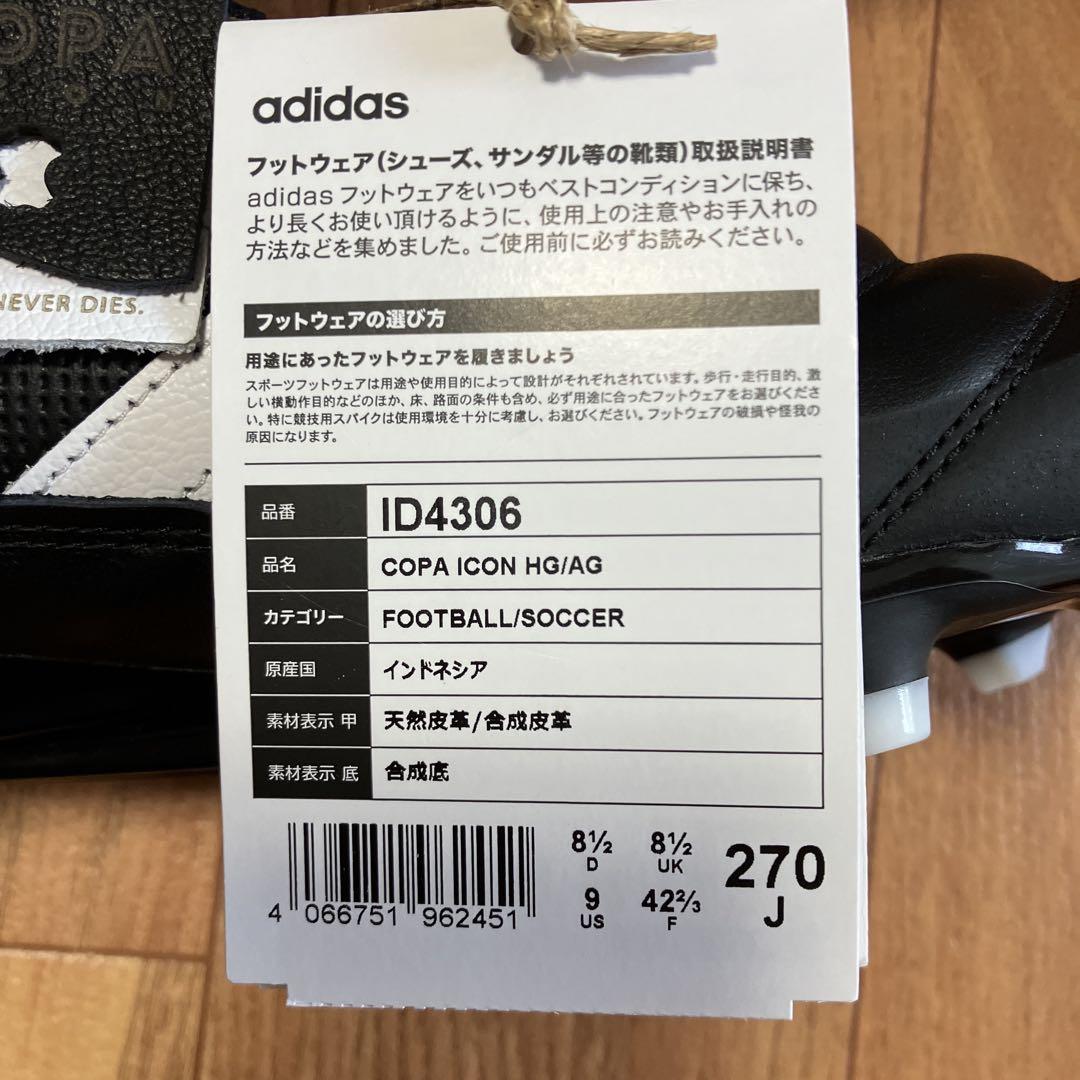 OPA
NEVER DIES.
adidas
フットウェア(シューズ、サンダル等の靴類)取扱説明書
adidas フットウェアをいつもベストコンディションに保ち、
より長くお使い頂けるように、使用上の注意やお手入れの
方法などを集めました。ご使用前に必ずお読みください。
フットウェアの選び方
用途にあったフットウェアを履きましょう
スポーツフットウェアは用途や使用目的によって設計がそれぞれされています。歩行・走行目的、激
しい横動作目的などのほか、床、路面の条件も含め、必ず用途に合ったフットウェアをお選びくださ
い。特に競技用スパイクは使用環境を十分に考慮し、お選びください。フットウェアの破損や怪我の
原因になります。
品番 ID4306
品名 COPA ICON HG/AG
カテゴリー FOOTBALL/SOCCER
原産国 インドネシア
素材表示 甲 天然皮革/合成皮革
素材表示 底 合成底
8½ D 8½ UK 270 J
9 US 42⅔ F
4 066751 962451